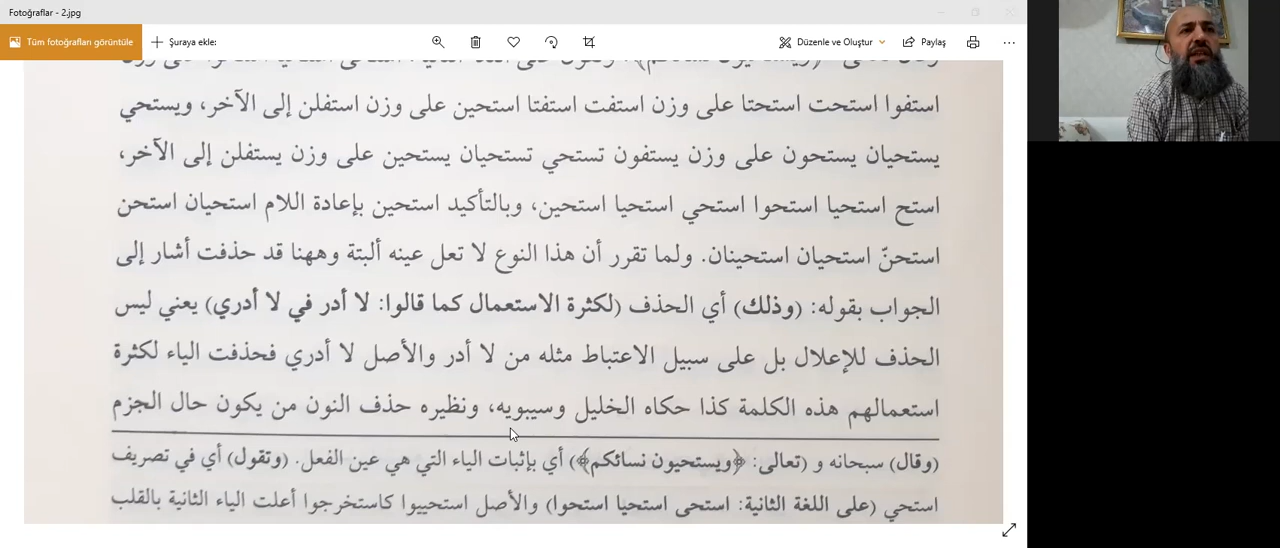 Fotoğraflar - 2.jpg
Tüm fotoğrafları görüntüle
Şuraya ekle:
Düzenle ve Oluştur
Paylaş
استفوا استحت استحتا على وزن استفت استفتا استحين على وزن استفلن إلى الآخر، ويستحي
يستحيان يستحون على وزن يستفون تستحي تستحيان يستحين على وزن يستفلن إلى الآخر،
استح استحيا استحوا استحي استحيا استحين، وبالتأكيد استحين بإعادة اللام استحيان استحن
استحنّ استحيان استحينان. ولما تقرر أن هذا النوع لا تعل عينه ألبتة وههنا قد حذفت أشار إلى
الجواب بقوله: (وذلك) أي الحذف (لكثرة الاستعمال كما قالوا: لا أدر في لا أدري) يعني ليس
الحذف للإعلال بل على سبيل الاعتباط مثله من لا أدر والأصل لا أدري فحذفت الياء لكثرة
استعمالهم هذه الكلمة كذا حكاه الخليل وسيبويه، ونظيره حذف النون من يكون حال الجزم
(وقال) سبحانه و (تعالى: ﴿ويستحيون نسائكم﴾) أي بإثبات الياء التي هي عين الفعل. (وتقول) أي في تصريف
استحي (على اللغة الثانية: استحى استحيا استحوا) والأصل استحييوا كاستخرجوا أعلت الياء الثانية بالقلب